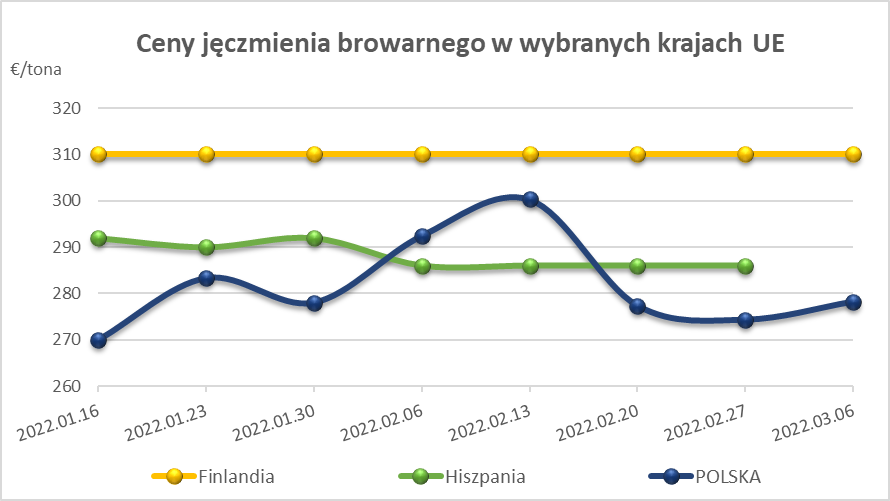 Ceny jęczmienia browarnego w wybranych krajach UE
€/tona
320
310
300
290
280
270
260
2022.01.16 2022.01.23 2022.01.30 2022.02.06 2022.02.13 2022.02.20 2022.02.27 2022.03.06
Finlandia Hiszpania POLSKA